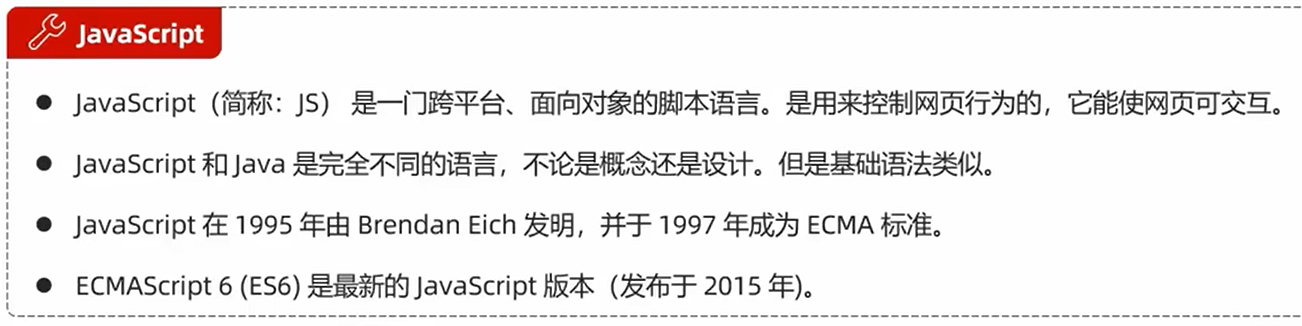 JavaScript
● JavaScript（简称：JS） 是一门跨平台、面向对象的脚本语言。是用来控制网页行为的，它能使网页可交互。
● JavaScript 和 Java 是完全不同的语言，不论是概念还是设计。但是基础语法类似。
● JavaScript 在 1995 年由 Brendan Eich 发明，并于 1997 年成为 ECMA 标准。
● ECMAScript 6 (ES6) 是最新的 JavaScript 版本（发布于 2015 年)。